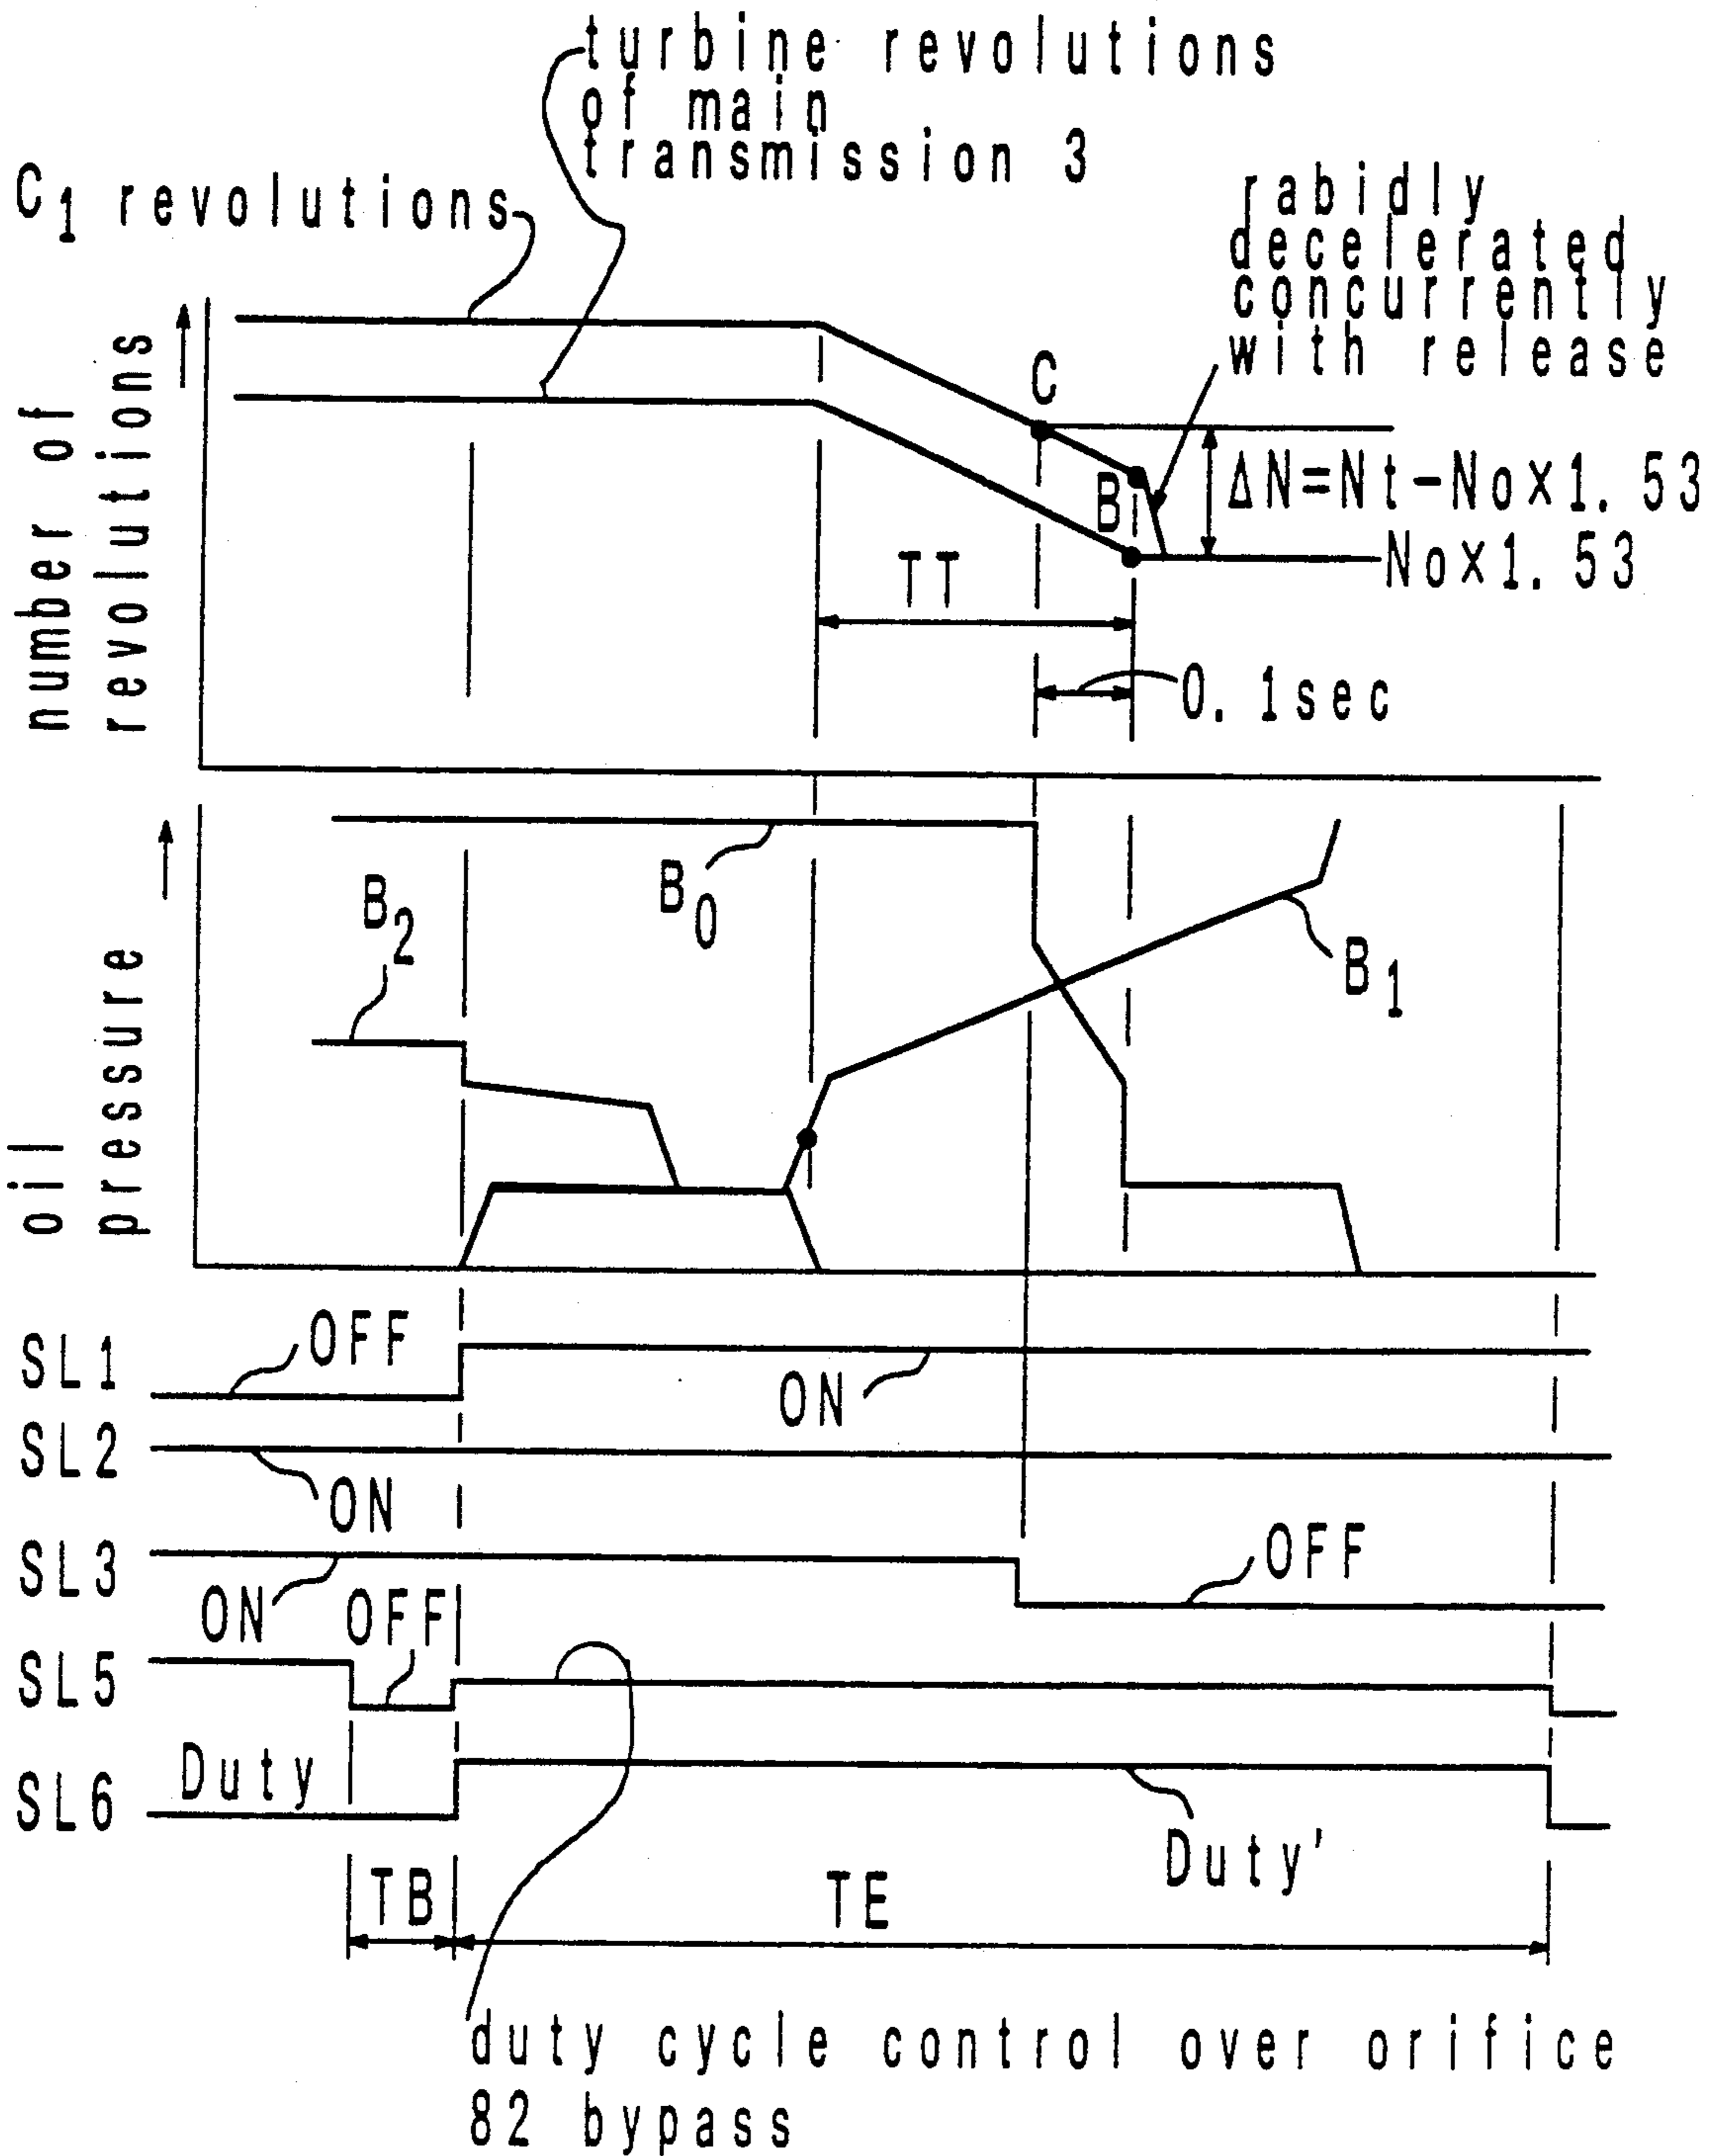 turbine revolutions
of main
transmission 3
C1 revolutions
rabidly
decelerated
concurrently
with release
number of
revolutions
C
B
ΔN=Nt-No×1.53
No×1.53
TT
0.1sec
oil
pressure
B2
B0
B1
SL1
OFF
ON
SL2
ON
SL3
ON
OFF
OFF
SL5
SL6
Duty
Duty'
TB
TE
duty cycle control over orifice
82 bypass